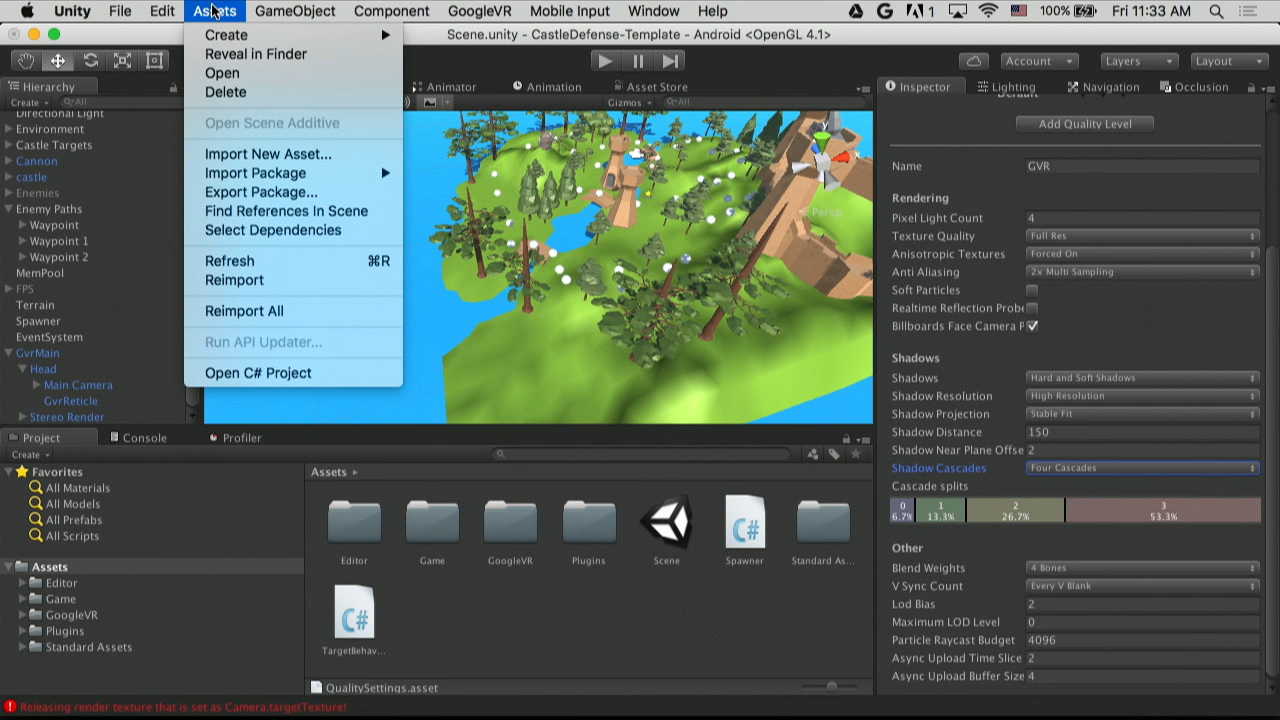 Unity File Edit Assets GameObject Component GoogleVR Mobile Input Window Help 1 100% Fri 11:33 AM
Scene.unity - CastleDefense-Template - Android <OpenGL 4.1>
Account Layers Layout
Create
Reveal in Finder
Open
Delete
Open Scene Additive
Import New Asset...
Import Package
Export Package...
Find References In Scene
Select Dependencies
Refresh ⌘R
Reimport
Reimport All
Run API Updater...
Open C# Project
Hierarchy
Create All
Directional Light
Environment
Castle Targets
Cannon
castle
Enemies
Enemy Paths
Waypoint
Waypoint 1
Waypoint 2
MemPool
FPS
Terrain
Spawner
EventSystem
GvrMain
Head
Main Camera
GvrReticle
Stereo Render
Animator Animation Asset Store
Gizmos All
Persp
Inspector Lighting Navigation Occlusion
Default
Add Quality Level
Name GVR
Rendering
Pixel Light Count 4
Texture Quality Full Res
Anisotropic Textures Forced On
Anti Aliasing 2x Multi Sampling
Soft Particles
Realtime Reflection Probe
Billboards Face Camera P
Shadows
Shadows Hard and Soft Shadows
Shadow Resolution High Resolution
Shadow Projection Stable Fit
Shadow Distance 150
Shadow Near Plane Offse 2
Shadow Cascades Four Cascades
Cascade splits
0 1 2 3
6.7% 13.3% 26.7% 53.3%
Other
Blend Weights 4 Bones
V Sync Count Every V Blank
Lod Bias 2
Maximum LOD Level 0
Particle Raycast Budget 4096
Async Upload Time Slice 2
Async Upload Buffer Size 4
Project Console Profiler
Create
Favorites
All Materials
All Models
All Prefabs
All Scripts
Assets
Editor
Game
GoogleVR
Plugins
Standard Assets
Assets
C#
Editor Game GoogleVR Plugins Scene Spawner Standard As...
C#
TargetBehav...
QualitySettings.asset
Releasing render texture that is set as Camera.targetTexture!